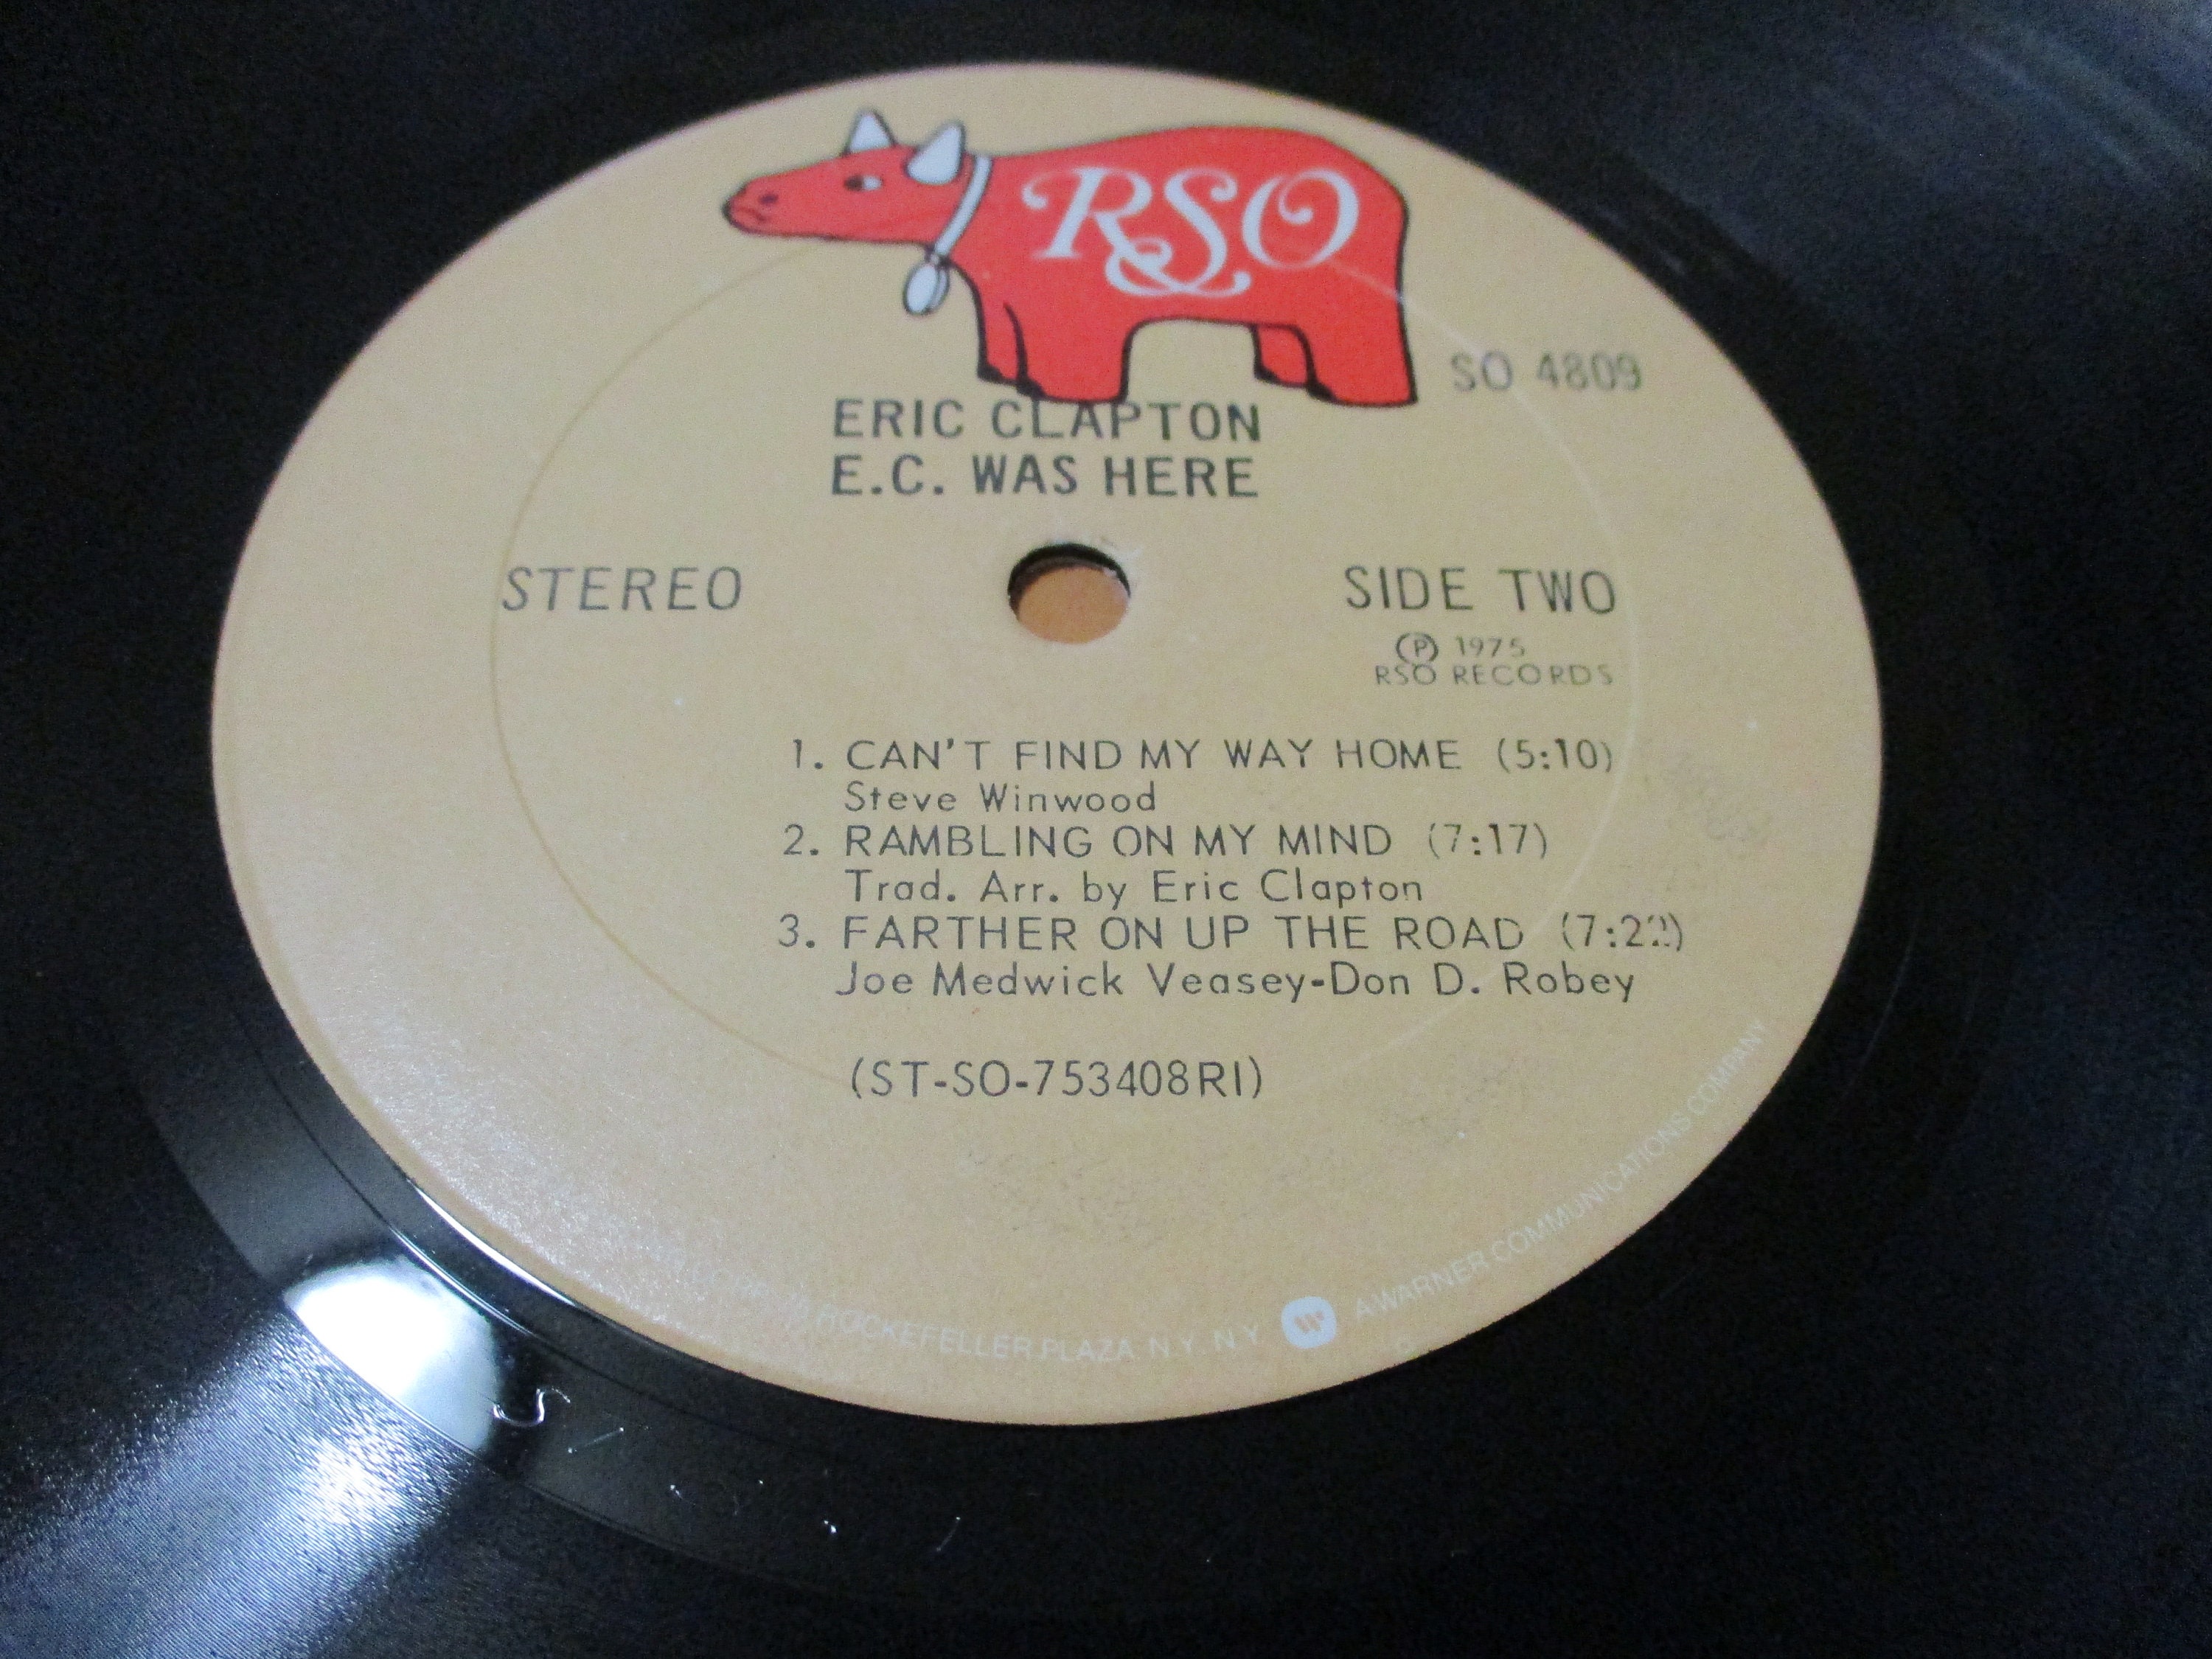 RSO
SO 4809
ERIC CLAPTON
E.C. WAS HERE
STEREO
SIDE TWO
Ⓟ 1975
RSO RECORDS
1. CAN'T FIND MY WAY HOME (5:10)
Steve Winwood
2. RAMBLING ON MY MIND (7:17)
Trad. Arr. by Eric Clapton
3. FARTHER ON UP THE ROAD (7:22)
Joe Medwick Veasey-Don D. Robey
(ST-SO-753408RI)
ROCKEFELLER PLAZA N.Y. N.Y. W A WARNER COMMUNICATIONS COMPANY